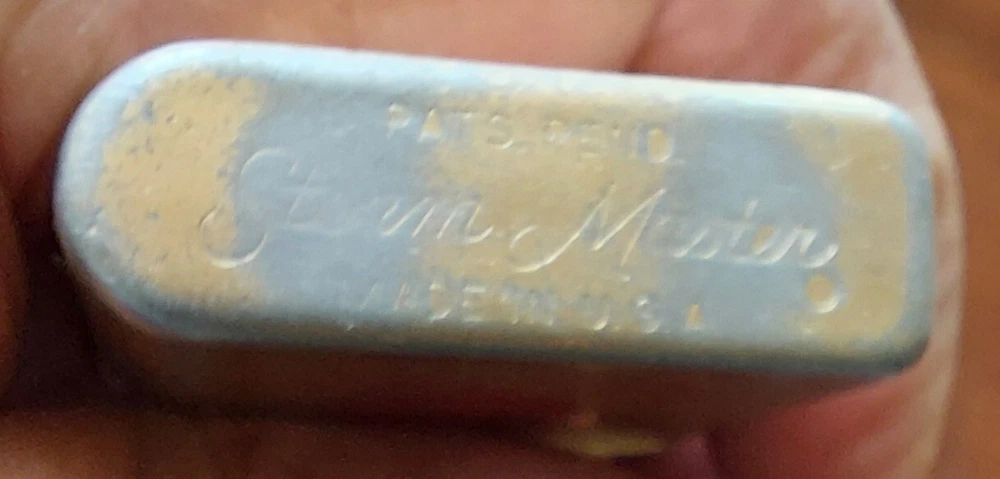 PATS. PEND.
Storm Master
MADE IN U.S.A